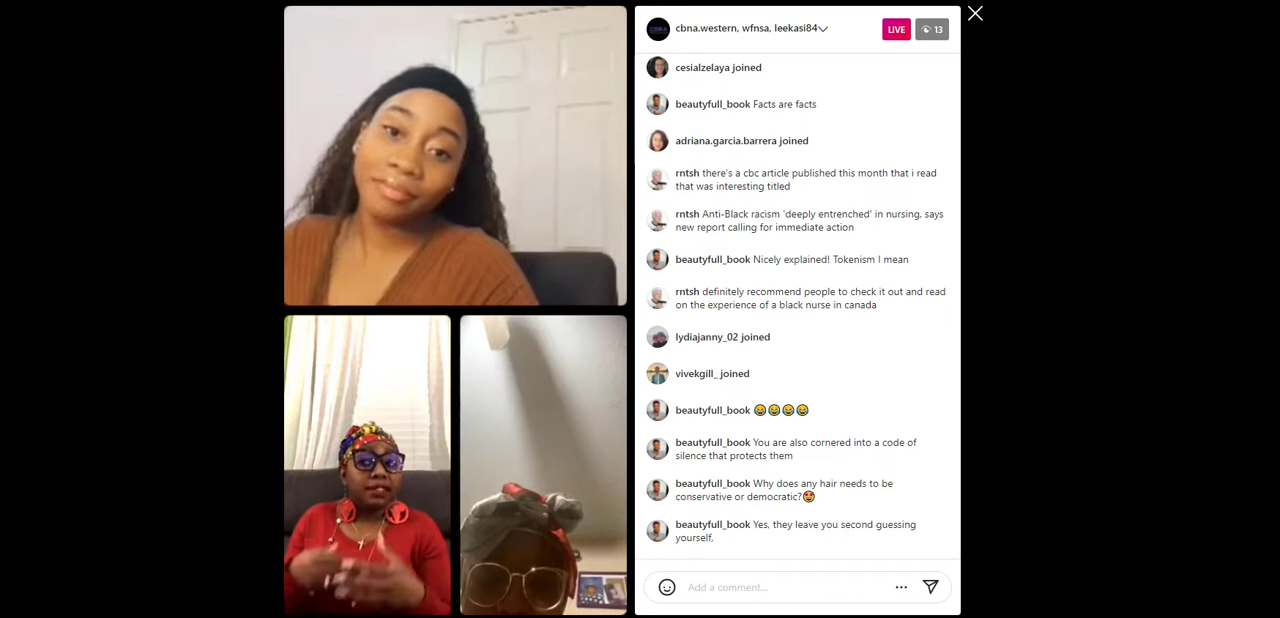 cbna.western, wfnsa, leekasi84
LIVE
13
cesialzelaya joined
beautyfull_book Facts are facts
adriana.garcia.barrera joined
rntsh there's a cbc article published this month that i read
that was interesting titled
rntsh Anti-Black racism 'deeply entrenched' in nursing, says
new report calling for immediate action
beautyfull_book Nicely explained! Tokenism I mean
rntsh definitely recommend people to check it out and read
on the experience of a black nurse in canada
lydiajanny_02 joined
vivekgill_ joined
beautyfull_book 😂😂😂😂
beautyfull_book You are also cornered into a code of
silence that protects them
beautyfull_book Why does any hair needs to be
conservative or democratic?🤩
beautyfull_book Yes, they leave you second guessing
yourself,
Add a comment...